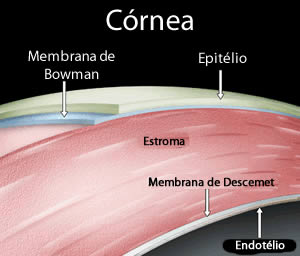 Córnea
Membrana de
Bowman
Epitélio
Estroma
Membrana de Descemet
Endotélio